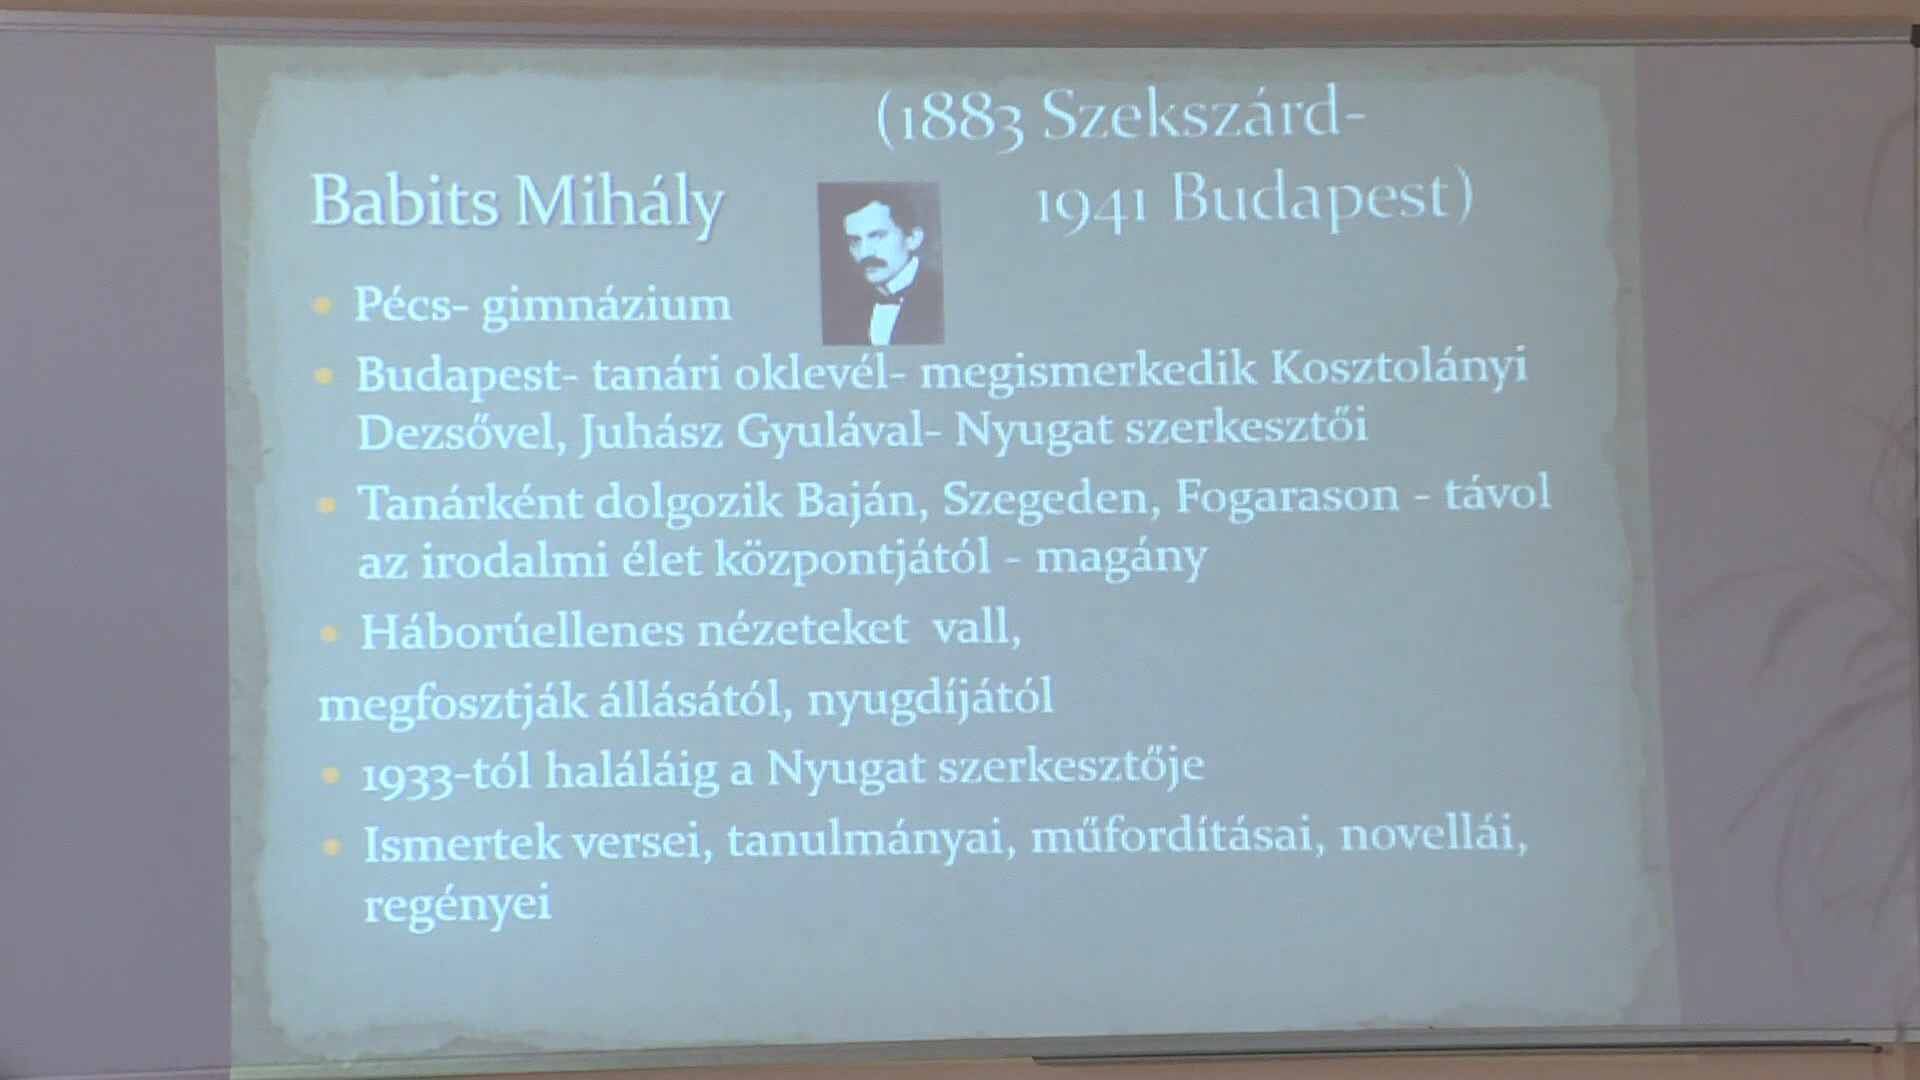 (1883 Szekszárd-
Babits Mihály
1941 Budapest)
Pécs- gimnázium
Budapest- tanári oklevél- megismerkedik Kosztolányi
Dezsővel, Juhász Gyulával- Nyugat szerkesztői
Tanárként dolgozik Baján, Szegeden, Fogarason - távol
az irodalmi élet központjától - magány
Háborúellenes nézeteket vall,
megfosztják állásától, nyugdíjától
1933-tól haláláig a Nyugat szerkesztője
Ismertek versei, tanulmányai, műfordításai, novellái,
regényei